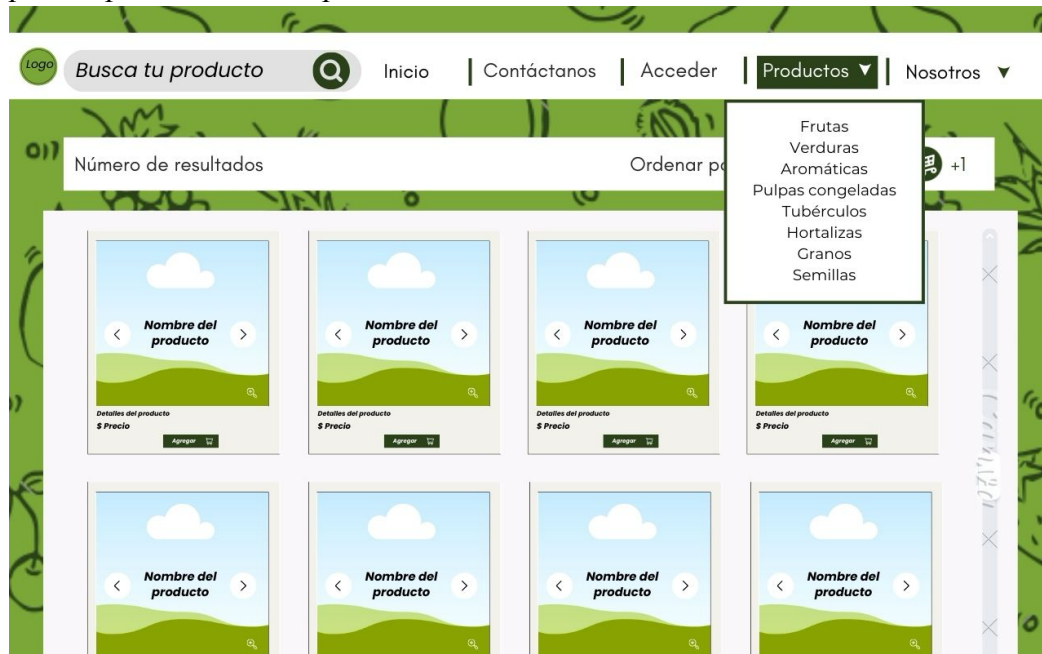 Logo
Busca tu producto
Inicio
Contáctanos
Acceder
Productos
Nosotros
Frutas
Verduras
Aromáticas
Pulpas congeladas
Tubérculos
Hortalizas
Granos
Semillas
Número de resultados
Ordenar
+1
Nombre del
producto
Detalles del producto
$ Precio
Agregar
Nombre del
producto
Detalles del producto
$ Precio
Agregar
Nombre del
producto
Detalles del producto
$ Precio
Agregar
Nombre del
producto
Detalles del producto
$ Precio
Agregar
Nombre del
producto
Nombre del
producto
Nombre del
producto
Nombre del
producto